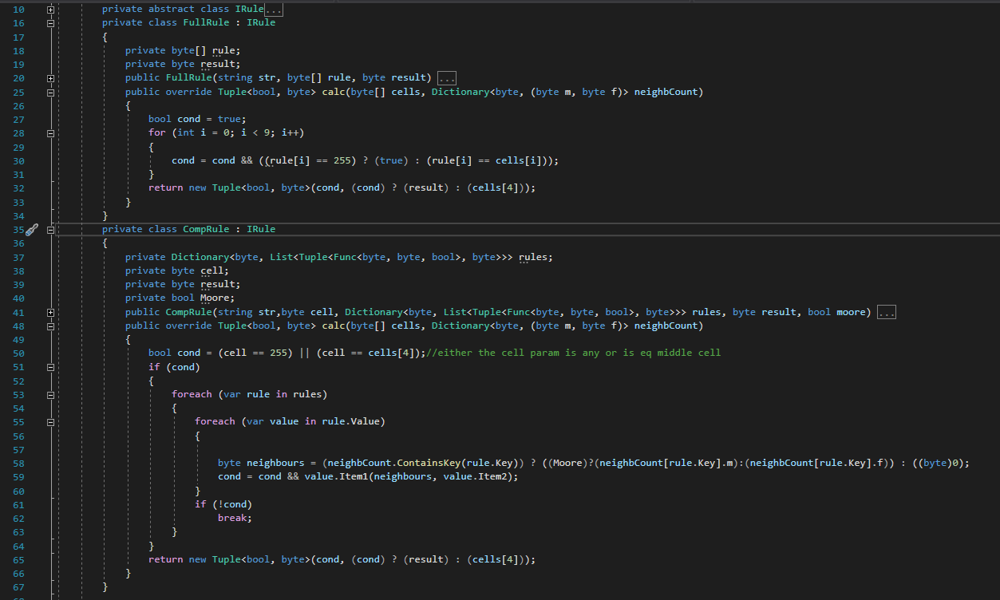 10 private abstract class IRule...
16 private class FullRule : IRule
17 {
18 private byte[] rule;
19 private byte result;
20 public FullRule(string str, byte[] rule, byte result) ...
25 public override Tuple<bool, byte> calc(byte[] cells, Dictionary<byte, (byte m, byte f)> neighbCount)
26 {
27 bool cond = true;
28 for (int i = 0; i < 9; i++)
29 {
30 cond = cond && ((rule[i] == 255) ? (true) : (rule[i] == cells[i]));
31 }
32 return new Tuple<bool, byte>(cond, (cond) ? (result) : (cells[4]));
33 }
34 }
35 private class CompRule : IRule
36 {
37 private Dictionary<byte, List<Tuple<Func<byte, byte, bool>, byte>>> rules;
38 private byte cell;
39 private byte result;
40 private bool Moore;
41 public CompRule(string str,byte cell, Dictionary<byte, List<Tuple<Func<byte, byte, bool>, byte>>> rules, byte result, bool moore) ...
48 public override Tuple<bool, byte> calc(byte[] cells, Dictionary<byte, (byte m, byte f)> neighbCount)
49 {
50 bool cond = (cell == 255) || (cell == cells[4]);//either the cell param is any or is eq middle cell
51 if (cond)
52 {
53 foreach (var rule in rules)
54 {
55 foreach (var value in rule.Value)
56 {
57
58 byte neighbours = (neighbCount.ContainsKey(rule.Key)) ? ((Moore)?(neighbCount[rule.Key].m):(neighbCount[rule.Key].f)) : ((byte)0);
59 cond = cond && value.Item1(neighbours, value.Item2);
60 }
61 if (!cond)
62 break;
63 }
64 }
65 return new Tuple<bool, byte>(cond, (cond) ? (result) : (cells[4]));
66 }
67 }